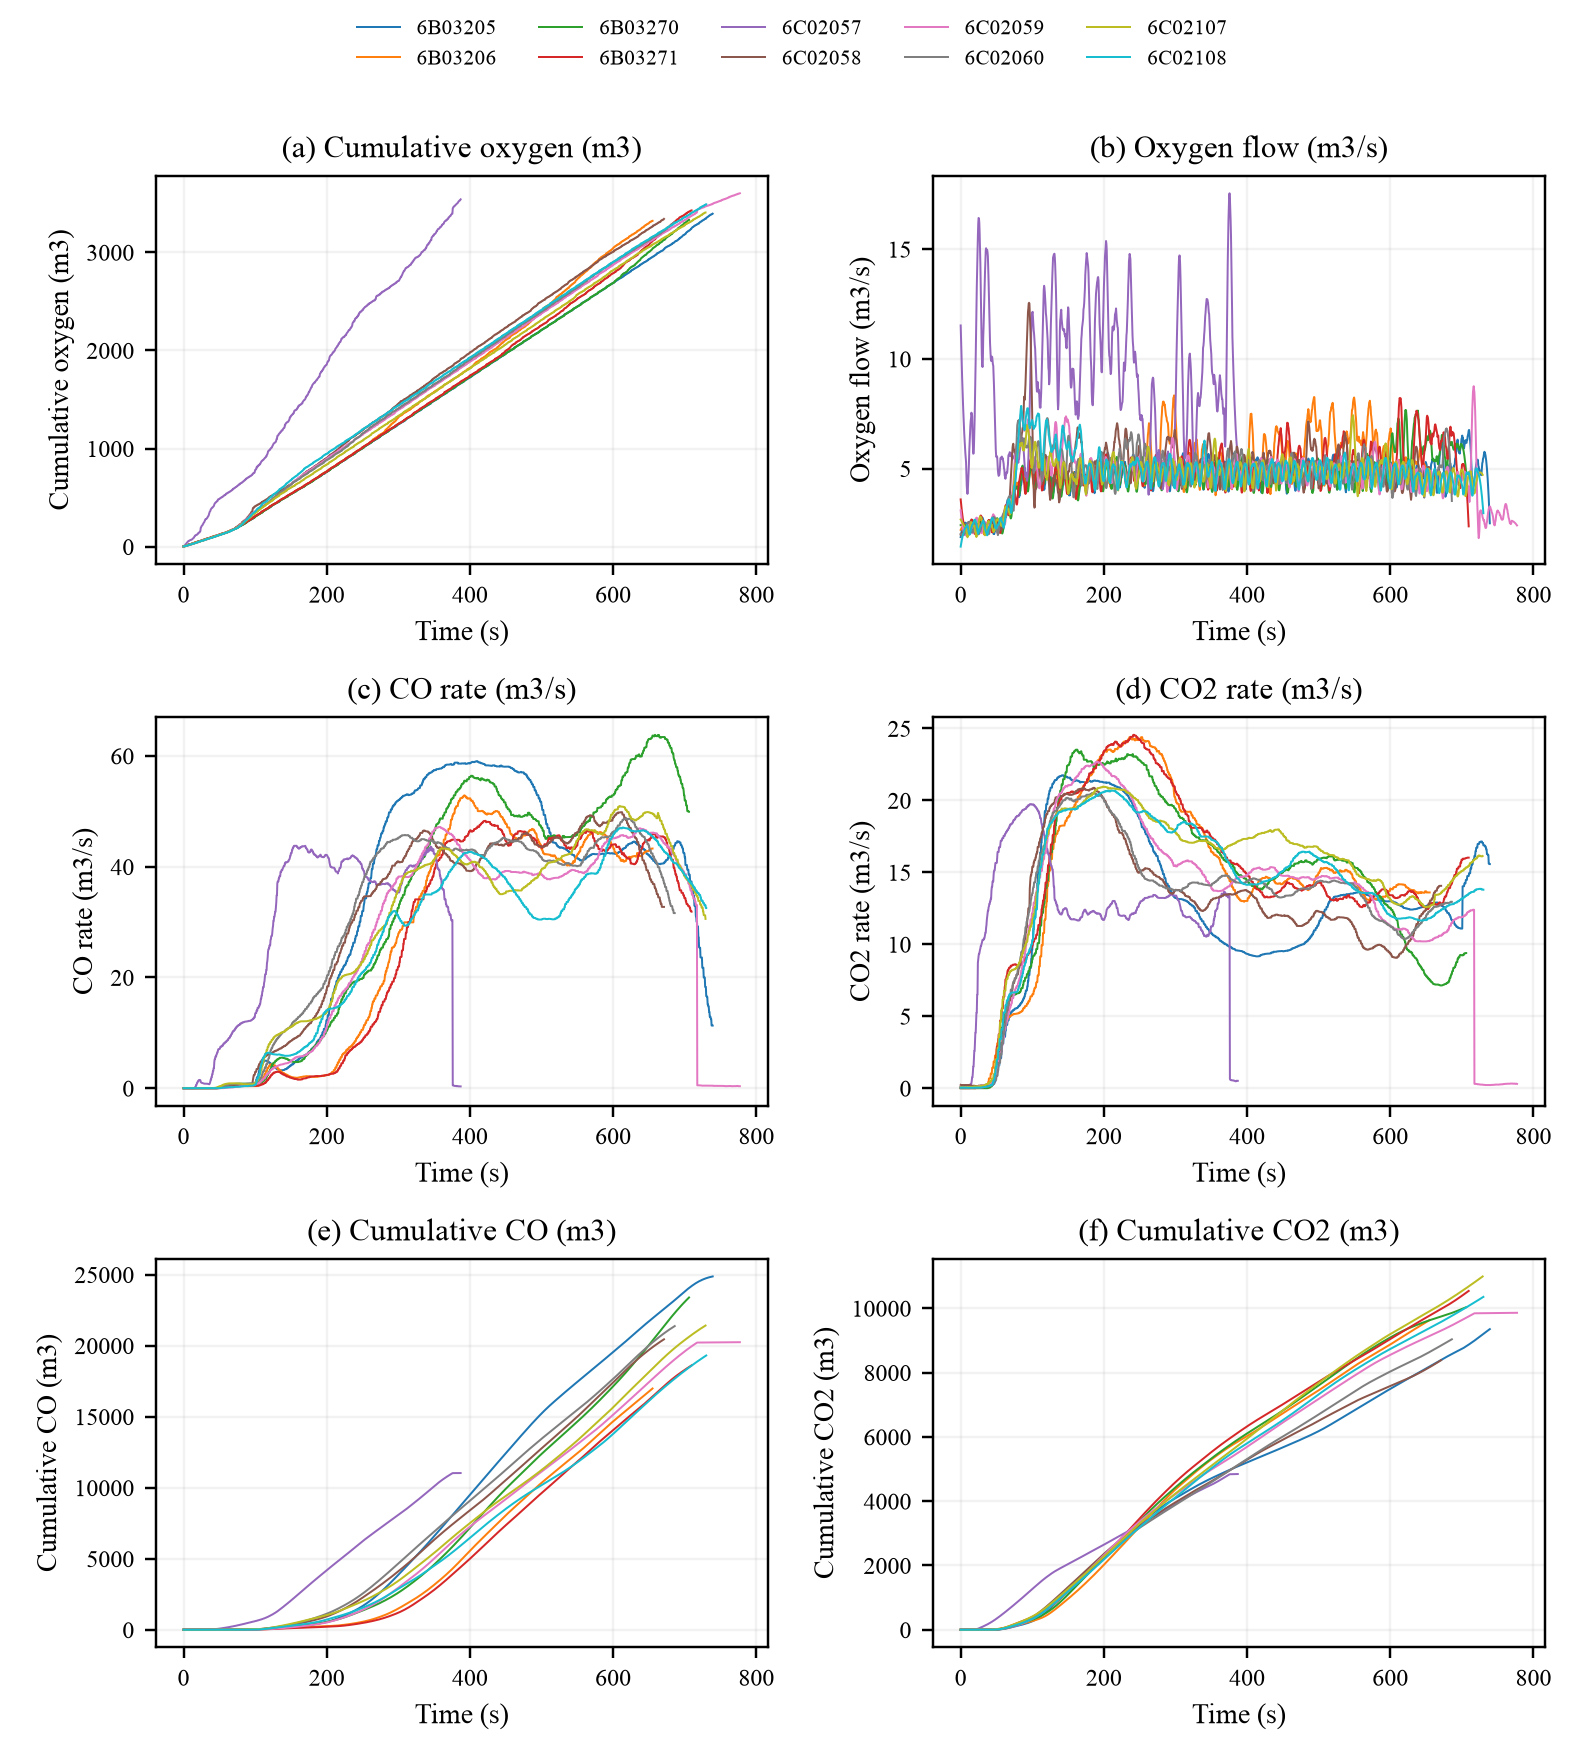 6B03205 6B03270 6C02057 6C02059 6C02107
6B03206 6B03271 6C02058 6C02060 6C02108
(a) Cumulative oxygen (m3)
Cumulative oxygen (m3)
3000
2000
1000
0
0 200 400 600 800
Time (s)
(b) Oxygen flow (m3/s)
Oxygen flow (m3/s)
15
10
5
0 200 400 600 800
Time (s)
(c) CO rate (m3/s)
CO rate (m3/s)
60
40
20
0
0 200 400 600 800
Time (s)
(d) CO2 rate (m3/s)
CO2 rate (m3/s)
25
20
15
10
5
0
0 200 400 600 800
Time (s)
(e) Cumulative CO (m3)
Cumulative CO (m3)
25000
20000
15000
10000
5000
0
0 200 400 600 800
Time (s)
(f) Cumulative CO2 (m3)
Cumulative CO2 (m3)
10000
8000
6000
4000
2000
0
0 200 400 600 800
Time (s)